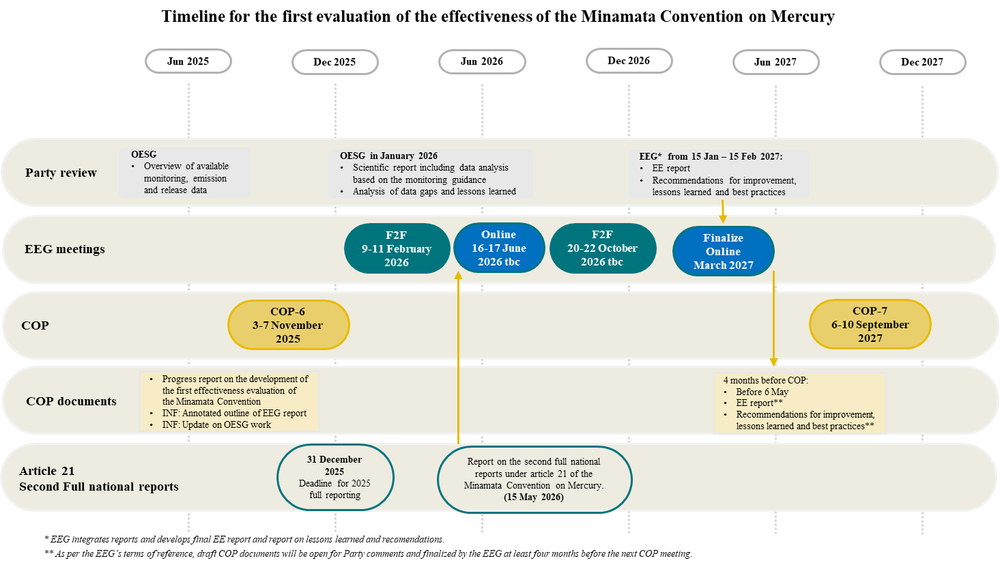 Timeline for the first evaluation of the effectiveness of the Minamata Convention on Mercury
Jun 2025
Dec 2025
Jun 2026
Dec 2026
Jun 2027
Dec 2027
Party review
OESG
• Overview of available
monitoring, emission
and release data
OESG in January 2026
• Scientific report including data analysis
based on the monitoring guidance
• Analysis of data gaps and lessons learned
EEG* from 15 Jan – 15 Feb 2027:
• EE report
• Recommendations for improvement,
lessons learned and best practices
EEG meetings
F2F
9-11 February
2026
Online
16-17 June
2026 tbc
F2F
20-22 October
2026 tbc
Finalize
Online
March 2027
COP
COP-6
3-7 November
2025
COP-7
6-10 September
2027
COP documents
• Progress report on the development of
the first effectiveness evaluation of
the Minamata Convention
• INF: Annotated outline of EEG report
• INF: Update on OESG work
4 months before COP:
• Before 6 May
• EE report**
• Recommendations for improvement,
lessons learned and best practices**
Article 21
Second Full national reports
31 December
2025
Deadline for 2025
full reporting
Report on the second full national
reports under article 21 of the
Minamata Convention on Mercury.
(15 May 2026)
* EEG integrates reports and develops final EE report and report on lessons learned and recomendations.
** As per the EEG's terms of reference, draft COP documents will be open for Party comments and finalized by the EEG at least four months before the next COP meeting.